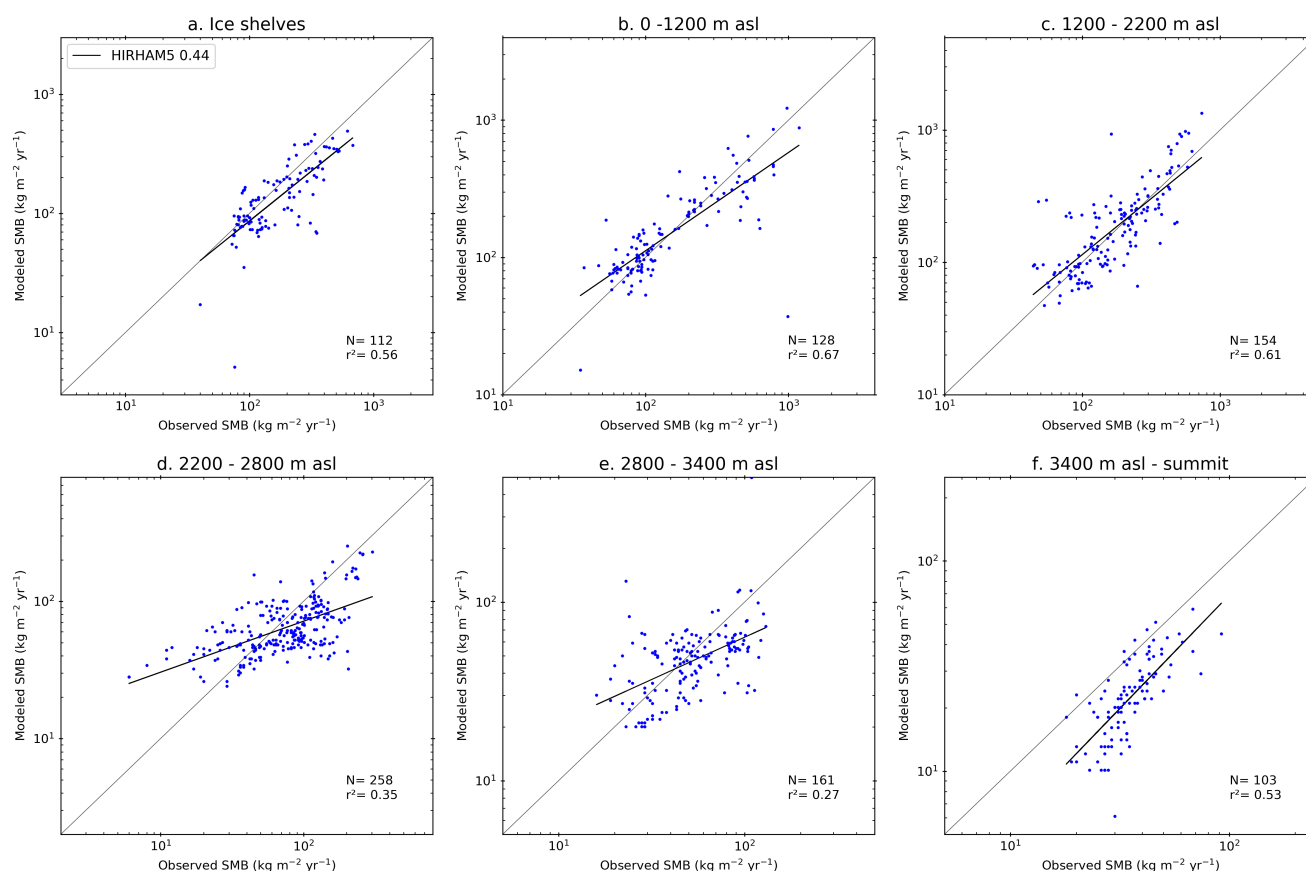 a. Ice shelves
HIRHAM5 0.44
10³
10²
10¹
Modeled SMB (kg m⁻² yr⁻¹)
N= 112
r²= 0.56
10¹ 10² 10³
Observed SMB (kg m⁻² yr⁻¹)
b. 0 -1200 m asl
10³
10²
10¹
Modeled SMB (kg m⁻² yr⁻¹)
N= 128
r²= 0.67
10¹ 10² 10³
Observed SMB (kg m⁻² yr⁻¹)
c. 1200 - 2200 m asl
10³
10²
10¹
Modeled SMB (kg m⁻² yr⁻¹)
N= 154
r²= 0.61
10¹ 10² 10³
Observed SMB (kg m⁻² yr⁻¹)
d. 2200 - 2800 m asl
10²
10¹
Modeled SMB (kg m⁻² yr⁻¹)
N= 258
r²= 0.35
10¹ 10²
Observed SMB (kg m⁻² yr⁻¹)
e. 2800 - 3400 m asl
10²
10¹
Modeled SMB (kg m⁻² yr⁻¹)
N= 161
r²= 0.27
10¹ 10²
Observed SMB (kg m⁻² yr⁻¹)
f. 3400 m asl - summit
10²
10¹
Modeled SMB (kg m⁻² yr⁻¹)
N= 103
r²= 0.53
10¹ 10²
Observed SMB (kg m⁻² yr⁻¹)